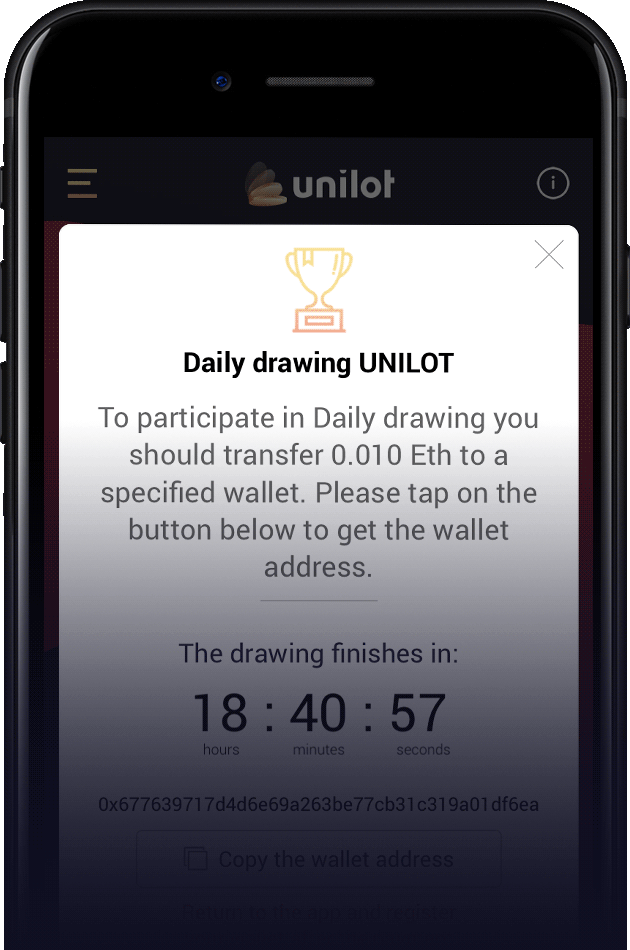 unilot
Daily drawing UNILOT
To participate in Daily drawing you
should transfer 0.010 Eth to a
specified wallet. Please tap on the
button below to get the wallet
address.
The drawing finishes in:
18 : 40 : 57
hours minutes seconds
0x677639717d4d6e69a263be77cb31c319a01df6ea
Copy the wallet address